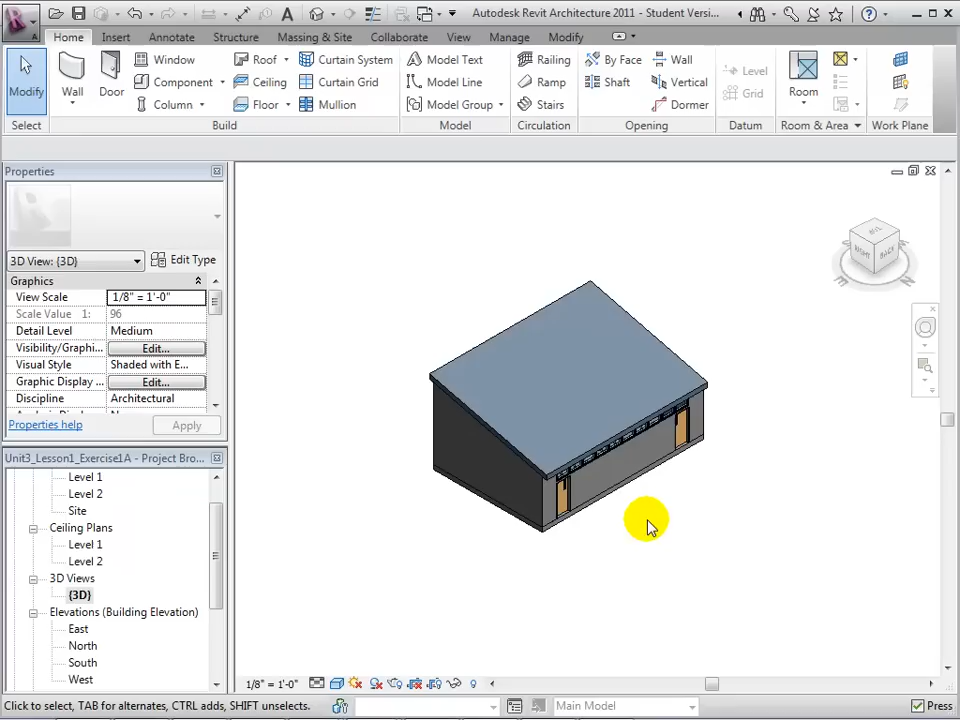 Autodesk Revit Architecture 2011 - Student Versi...
Home Insert Annotate Structure Massing & Site Collaborate View Manage Modify
Modify
Wall
Door
Window
Component
Column
Roof
Ceiling
Floor
Curtain System
Curtain Grid
Mullion
Model Text
Model Line
Model Group
Railing
Ramp
Stairs
By Face
Shaft
Wall
Vertical
Dormer
Level
Grid
Room
Select Build Model Circulation Opening Datum Room & Area Work Plane
Properties
3D View: {3D}
Edit Type
Graphics
View Scale 1/8" = 1'-0"
Scale Value 1: 96
Detail Level Medium
Visibility/Graphi... Edit...
Visual Style Shaded with E...
Graphic Display ... Edit...
Discipline Architectural
Properties help
Apply
Unit3_Lesson1_Exercise1A - Project Bro...
Level 1
Level 2
Site
Ceiling Plans
Level 1
Level 2
3D Views
{3D}
Elevations (Building Elevation)
East
North
South
West
RIGHT
BACK
1/8" = 1'-0"
Click to select, TAB for alternates, CTRL adds, SHIFT unselects.
Main Model
Press